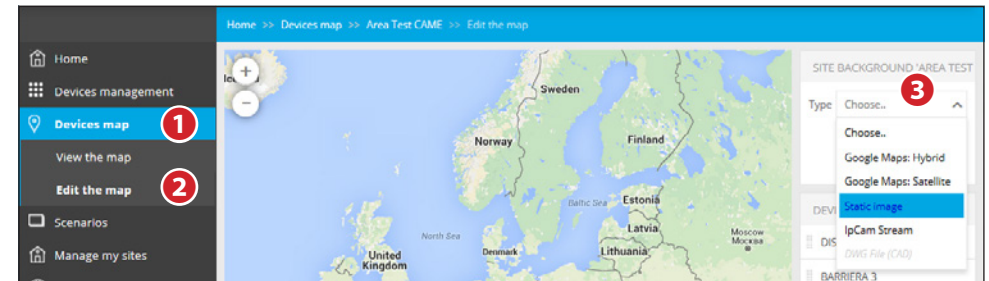 Home >> Devices map >> Area Test CAME >> Edit the map
Home
Devices management
Devices map
1
View the map
Edit the map
2
Scenarios
Manage my sites
+
−
Sweden
Norway
Finland
Baltic Sea
Estonia
Latvia
North Sea
Denmark
Lithuania
Moscow
Москва
United
Kingdom
SITE BACKGROUND 'AREA TEST
3
Type
Choose..
Choose..
Google Maps: Hybrid
Google Maps: Satellite
Static image
IpCam Stream
DWG File (CAD)
DEVI
DIS
BARRIERA 3